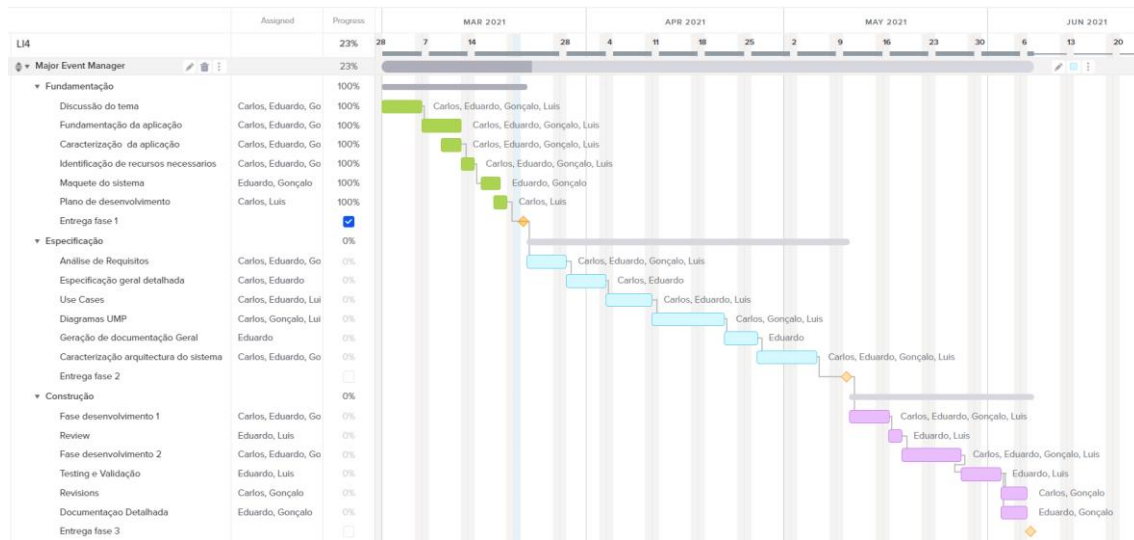 Assigned Progress MAR 2021 APR 2021 MAY 2021 JUN 2021
LI4 23% 28 7 14 28 4 11 18 25 2 9 16 23 30 6 13 20
Major Event Manager 23%
Fundamentação 100%
Discussão do tema Carlos, Eduardo, Go 100% Carlos, Eduardo, Gonçalo, Luis
Fundamentação da aplicação Carlos, Eduardo, Go 100% Carlos, Eduardo, Gonçalo, Luis
Caracterização da aplicação Carlos, Eduardo, Go 100% Carlos, Eduardo, Gonçalo, Luis
Identificação de recursos necessarios Carlos, Eduardo, Go 100% Carlos, Eduardo, Gonçalo, Luis
Maquete do sistema Eduardo, Gonçalo 100% Eduardo, Gonçalo
Plano de desenvolvimento Carlos, Luis 100% Carlos, Luis
Entrega fase 1
Especificação 0%
Análise de Requisitos Carlos, Eduardo, Go 0% Carlos, Eduardo, Gonçalo, Luis
Especificação geral detalhada Carlos, Eduardo 0% Carlos, Eduardo
Use Cases Carlos, Eduardo, Lui 0% Carlos, Eduardo, Luis
Diagramas UMP Carlos, Gonçalo, Lui 0% Carlos, Gonçalo, Luis
Geração de documentação Geral Eduardo 0% Eduardo
Caracterização arquitectura do sistema Carlos, Eduardo, Go 0% Carlos, Eduardo, Gonçalo, Luis
Entrega fase 2
Construção 0%
Fase desenvolvimento 1 Carlos, Eduardo, Go 0% Carlos, Eduardo, Gonçalo, Luis
Review Eduardo, Luis 0% Eduardo, Luis
Fase desenvolvimento 2 Carlos, Eduardo, Go 0% Carlos, Eduardo, Gonçalo, Luis
Testing e Validação Eduardo, Luis 0% Eduardo, Luis
Revisions Carlos, Gonçalo 0% Carlos, Gonçalo
Documentaçao Detalhada Eduardo, Gonçalo 0% Eduardo, Gonçalo
Entrega fase 3